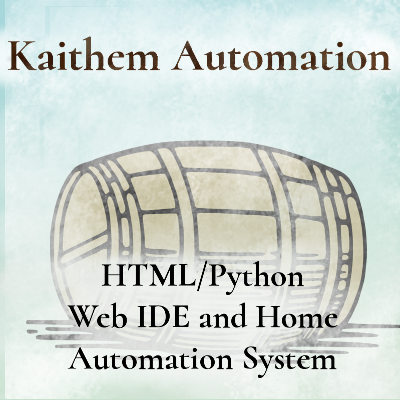 Kaithem Automation
HTML/Python
Web IDE and Home
Automation System